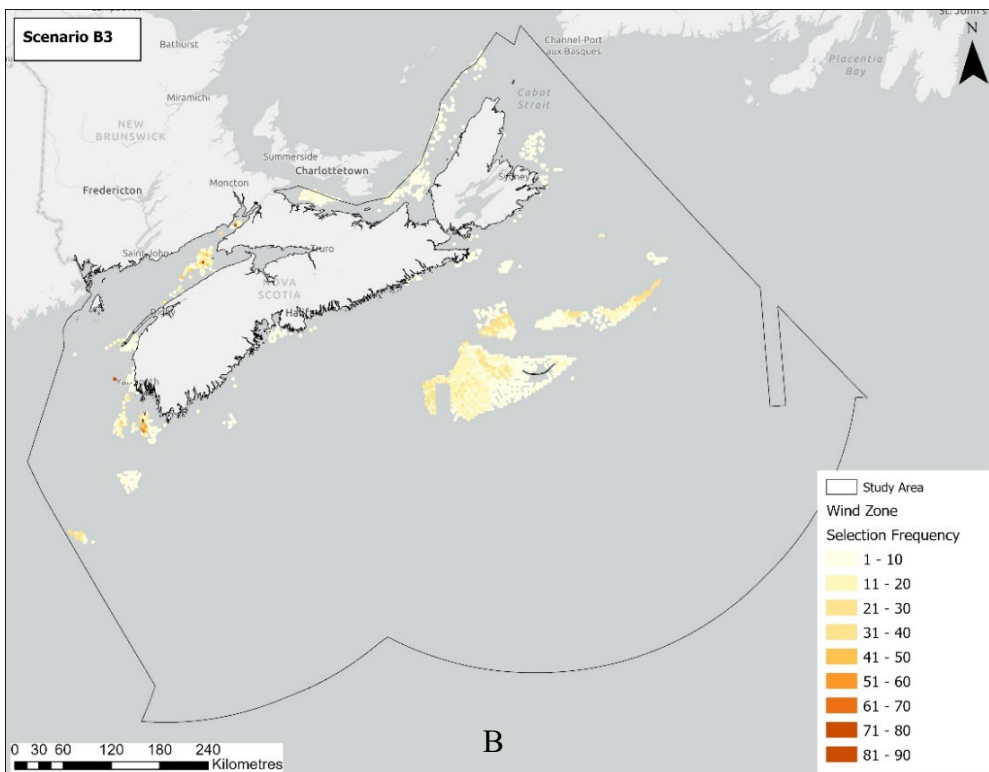 Scenario B3
St. John's
N
Bathurst
Channel-Port
aux Basques
Placentia
Bay
Cabot
Strait
Miramichi
NEW
BRUNSWICK
Summerside
Charlottetown
Sydney
Fredericton
Moncton
Saint John
Truro
NOVA
SCOTIA
Study Area
Wind Zone
Selection Frequency
1 - 10
11 - 20
21 - 30
31 - 40
41 - 50
51 - 60
61 - 70
71 - 80
81 - 90
B
0 30 60 120 180 240
Kilometres